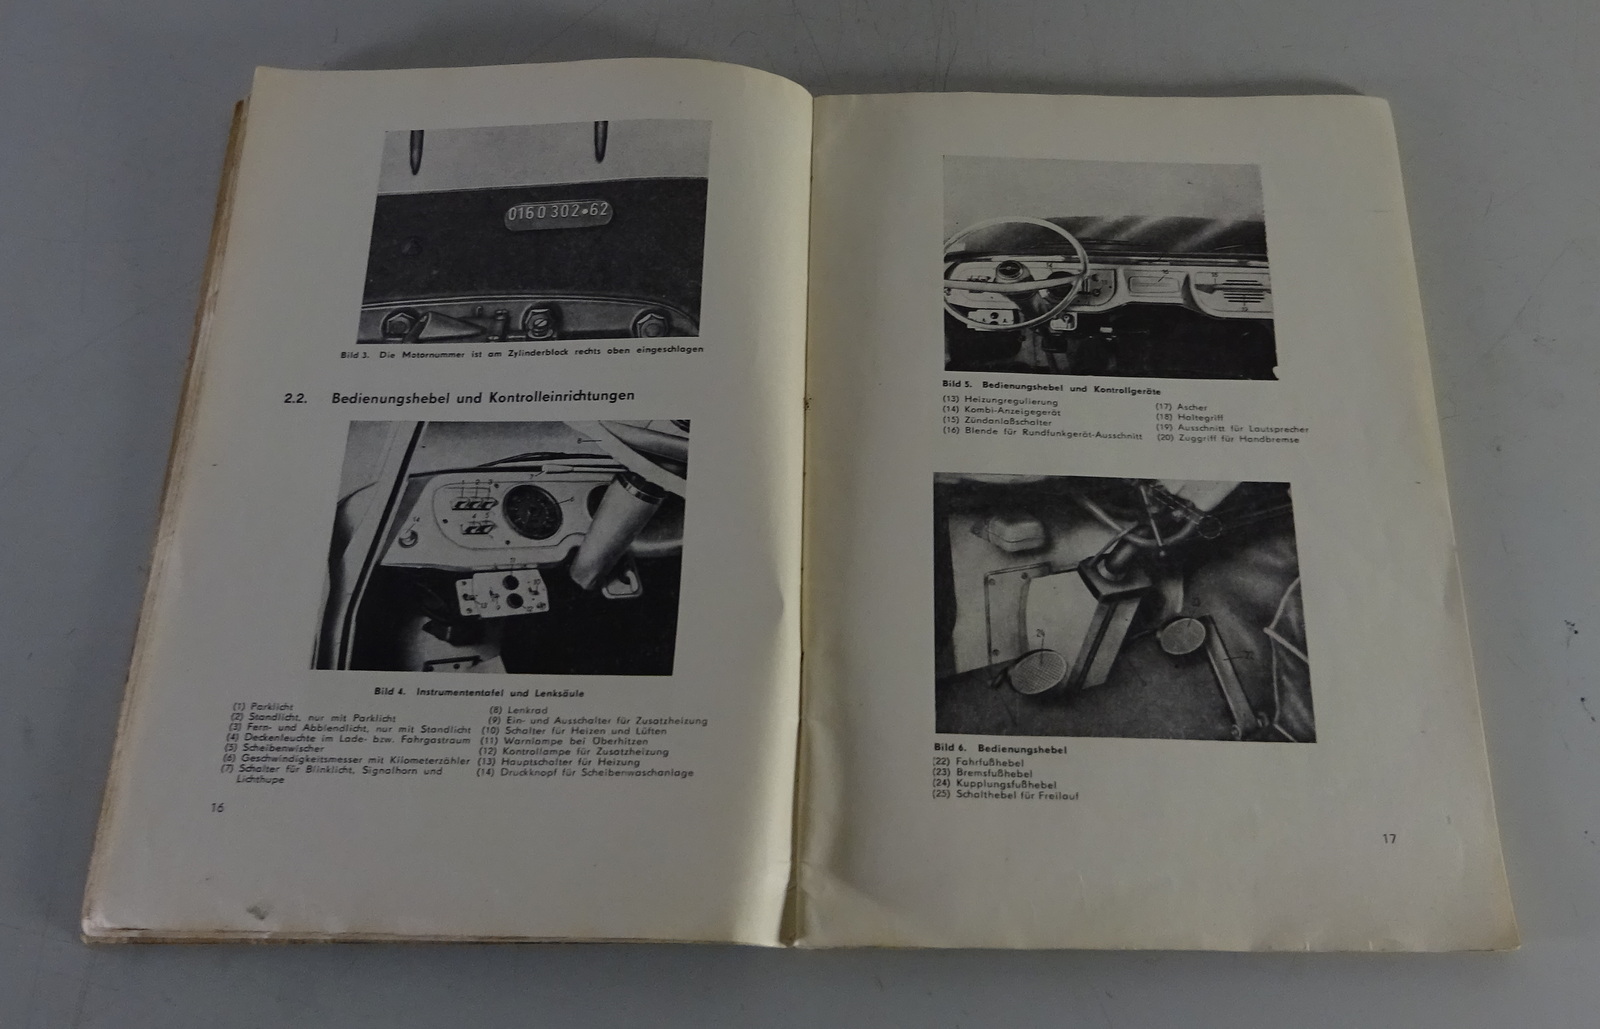 0160 302•62
Bild 3. Die Motornummer ist am Zylinderblock rechts oben eingeschlagen
2.2. Bedienungshebel und Kontrolleinrichtungen
Bild 4. Instrumententafel und Lenksäule
(1) Parklicht
(2) Standlicht, nur mit Parklicht
(3) Fern- und Abblendlicht, nur mit Standlicht
(4) Deckenleuchte im Lade- bzw. Fahrgastraum
(5) Scheibenwischer
(6) Geschwindigkeitsmesser mit Kilometerzähler
(7) Schalter für Blinklicht, Signalhorn und
Lichthupe
(8) Lenkrad
(9) Ein- und Ausschalter für Zusatzheizung
(10) Schalter für Heizen und Lüften
(11) Warnlampe bei Überhitzen
(12) Kontrollampe für Zusatzheizung
(13) Hauptschalter für Heizung
(14) Druckknopf für Scheibenwaschanlage
16
Bild 5. Bedienungshebel und Kontrollgeräte
(13) Heizungregulierung
(14) Kombi-Anzeigegerät
(15) Zündanlaßschalter
(16) Blende für Rundfunkgerät-Ausschnitt
(17) Ascher
(18) Haltegriff
(19) Ausschnitt für Lautsprecher
(20) Zuggriff für Handbremse
Bild 6. Bedienungshebel
(22) Fahrfußhebel
(23) Bremsfußhebel
(24) Kupplungsfußhebel
(25) Schalthebel für Freilauf
17